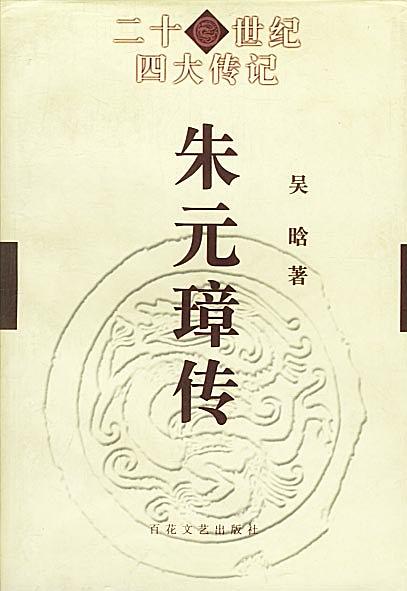 二十世纪
四大传记
朱元璋传
吴晗著
百花文艺出版社